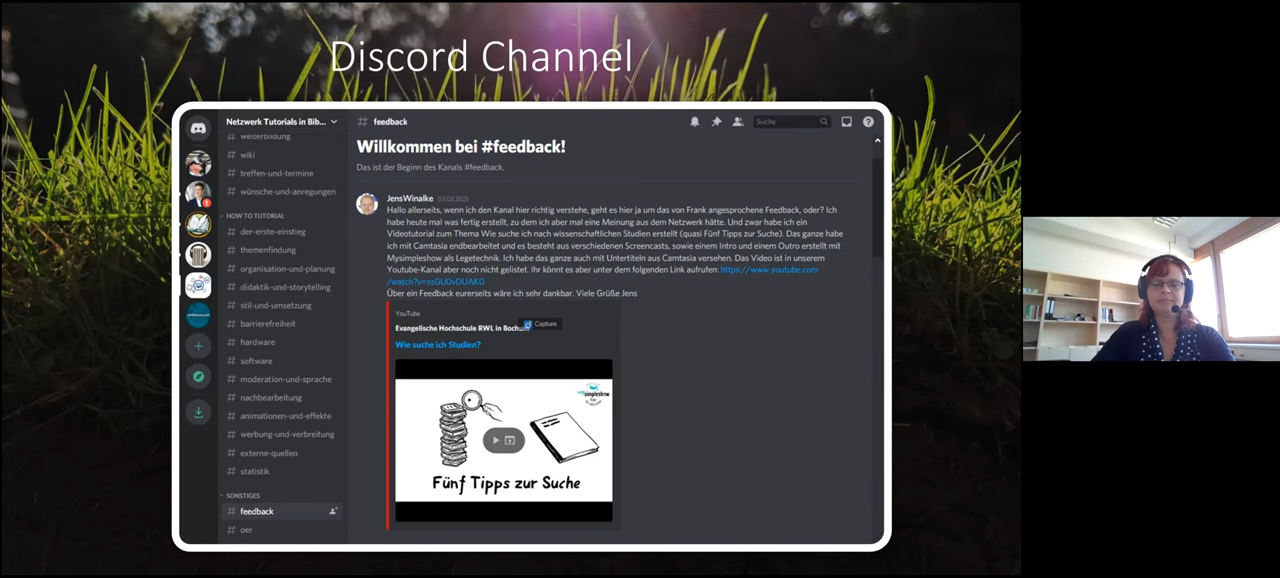 Discord Channel
Netzwerk Tutorials in Bib...
# weiterbildung
# wiki
# treffen-und-termine
# wünsche-und-anregungen
HOW TO TUTORIAL
# der-erste-einstieg
# themenfindung
# organisation-und-planung
# didaktik-und-storytelling
# stil-und-umsetzung
# barrierefreiheit
# hardware
# software
# moderation-und-sprache
# nachbearbeitung
# animationen-und-effekte
# werbung-und-verbreitung
# externe-quellen
# statistik
SONSTIGES
# feedback
# oer
# feedback
Suche
Willkommen bei #feedback!
Das ist der Beginn des Kanals #feedback.
JensWinalke 03.03.2021
Hallo allerseits, wenn ich den Kanal hier richtig verstehe, geht es hier ja um das von Frank angesprochene Feedback, oder? Ich
habe heute mal was fertig erstellt, zu dem ich aber mal eine Meinung aus dem Netzwerk hätte. Und zwar habe ich ein
Videotutorial zum Thema Wie suche ich nach wissenschaftlichen Studien erstellt (quasi Fünf Tipps zur Suche). Das ganze habe
ich mit Camtasia endbearbeitet und es besteht aus verschiedenen Screencasts, sowie einem Intro und einem Outro erstellt mit
Mysimpleshow als Legetechnik. Ich habe das ganze auch mit Untertiteln aus Camtasia versehen. Das Video ist in unserem
Youtube-Kanal aber noch nicht gelistet. Ihr könnt es aber unter dem folgenden Link aufrufen: https://www.youtube.com
/watch?v=ssGU0vDUAK0
Über ein Feedback eurerseits wäre ich sehr dankbar. Viele Grüße Jens
YouTube
Evangelische Hochschule RWL in Bochum
Capture
Wie suche ich Studien?
simpleshow
Fünf Tipps zur Suche